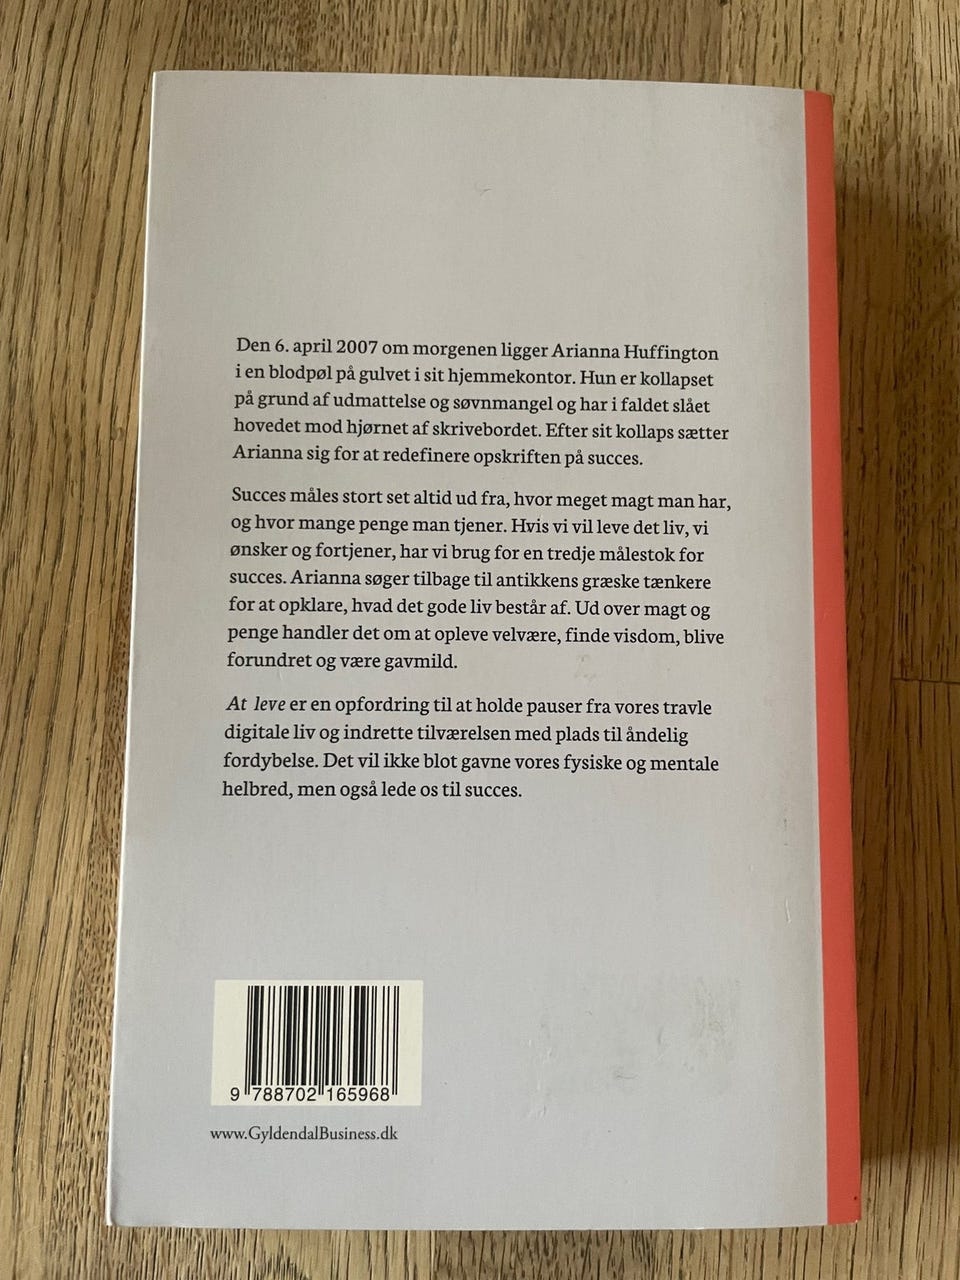 Den 6. april 2007 om morgenen ligger Arianna Huffington
i en blodpøl på gulvet i sit hjemmekontor. Hun er kollapset
på grund af udmattelse og søvnmangel og har i faldet slået
hovedet mod hjørnet af skrivebordet. Efter sit kollaps sætter
Arianna sig for at redefinere opskriften på succes.
Succes måles stort set altid ud fra, hvor meget magt man har,
og hvor mange penge man tjener. Hvis vi vil leve det liv, vi
ønsker og fortjener, har vi brug for en tredje målestok for
succes. Arianna søger tilbage til antikkens græske tænkere
for at opklare, hvad det gode liv består af. Ud over magt og
penge handler det om at opleve velvære, finde visdom, blive
forundret og være gavmild.
At leve er en opfordring til at holde pauser fra vores travle
digitale liv og indrette tilværelsen med plads til åndelig
fordybelse. Det vil ikke blot gavne vores fysiske og mentale
helbred, men også lede os til succes.
9 788702 165968
www.GyldendalBusiness.dk